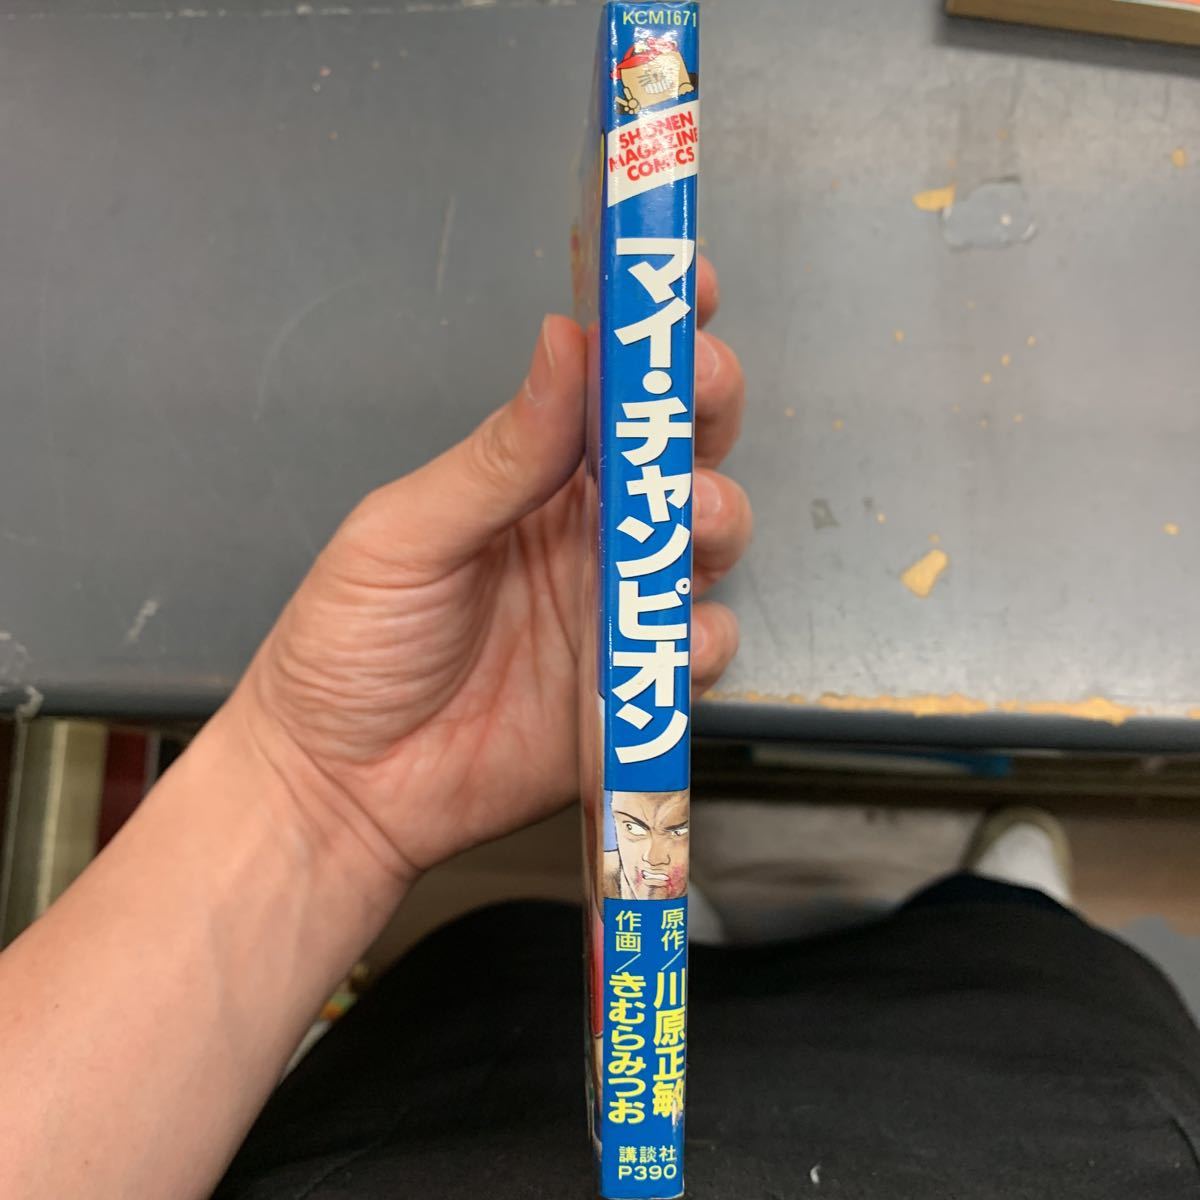 KCM1671
SHONEN
MAGAZINE
COMICS
マイ・チャンピオン
原作/川原正敏
作画/きむらみつお
講談社
P390